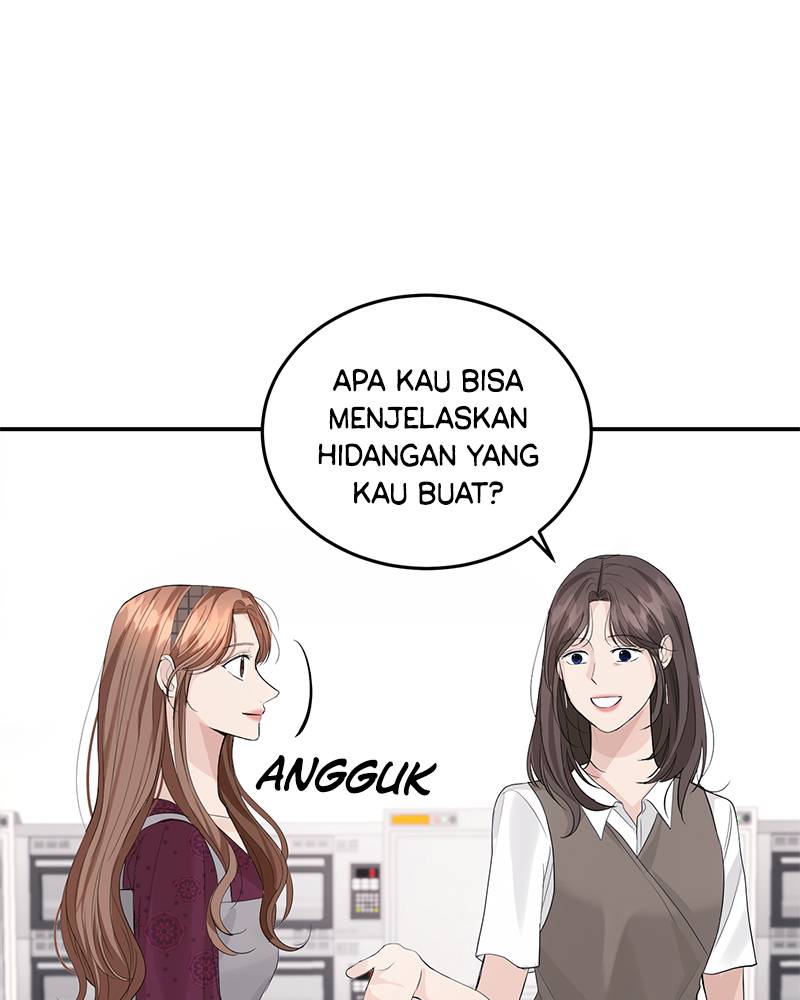 APA KAU BISA
MENJELASKAN
HIDANGAN YANG
KAU BUAT?
ANGGUK